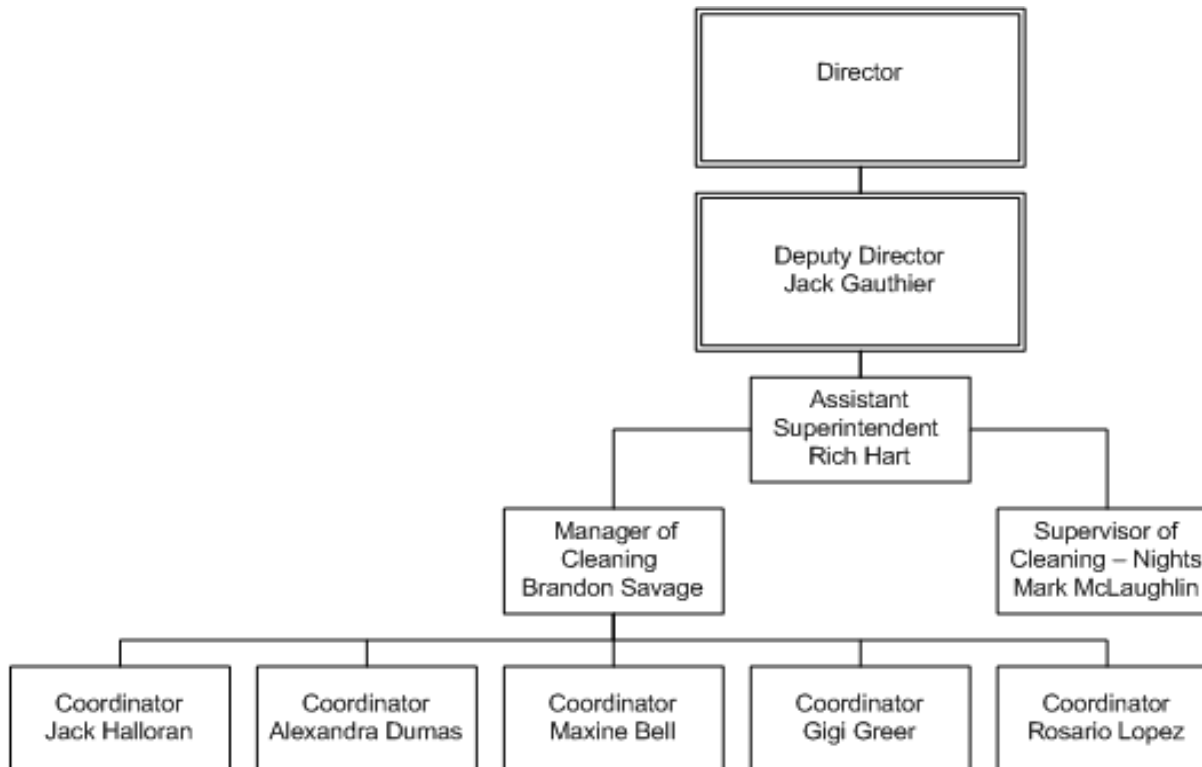 Director
Deputy Director
Jack Gauthier
Assistant
Superintendent
Rich Hart
Manager of
Cleaning
Brandon Savage
Supervisor of
Cleaning – Nights
Mark McLaughlin
Coordinator
Jack Halloran
Coordinator
Alexandra Dumas
Coordinator
Maxine Bell
Coordinator
Gigi Greer
Coordinator
Rosario Lopez